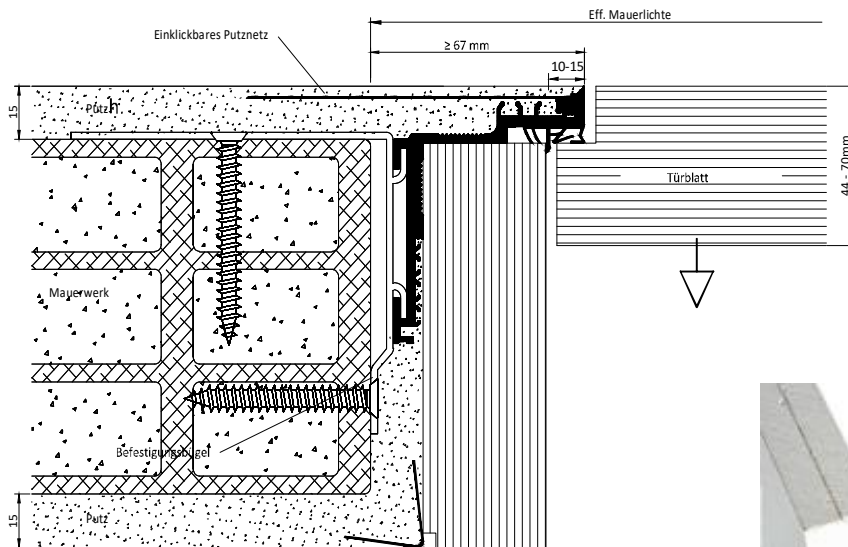 Eff. Mauerlichte
Einklickbares Putznetz
≥ 67 mm
10-15
15
Putz
h
Türblatt
44 - 70mm
Mauerwerk
Befestigungsbügel
15
Putz